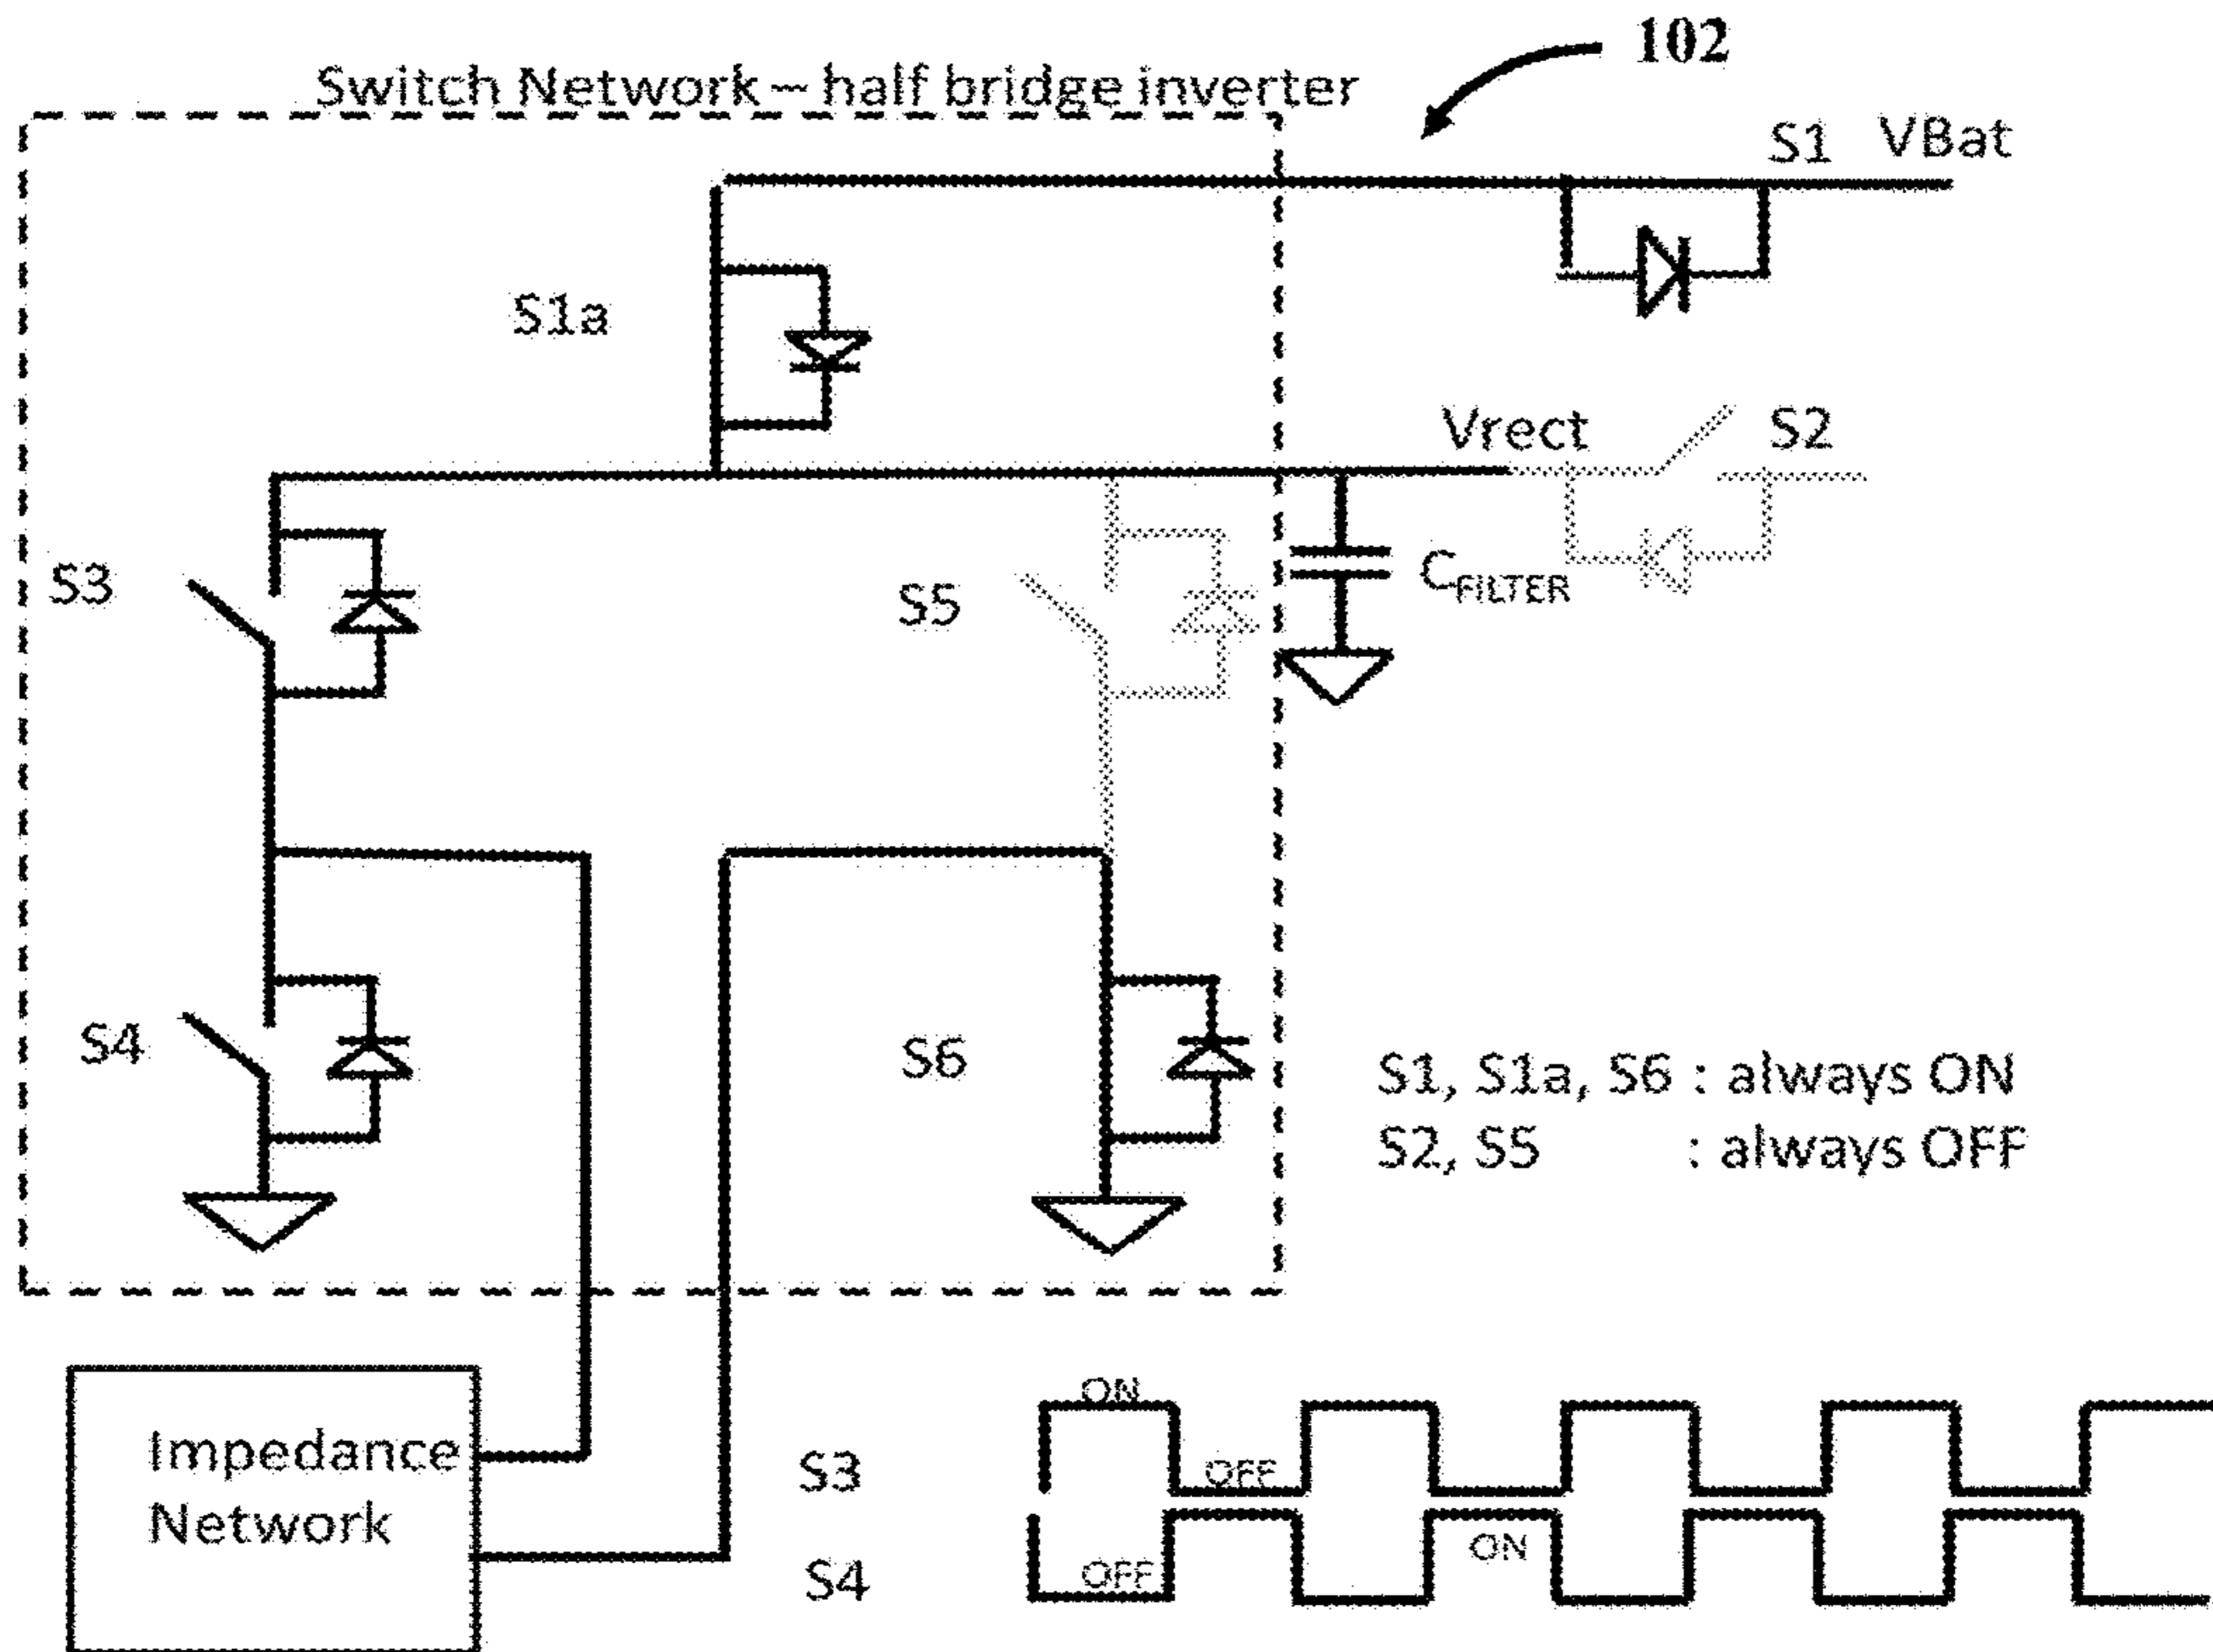 102
Switch Network – half bridge inverter
S1 VBat
S1a
Vrect S2
S3
S5
CFILTER
S4
S6
S1, S1a, S6 : always ON
S2, S5 : always OFF
Impedance
Network
ON
S3
OFF
ON
S4
OFF